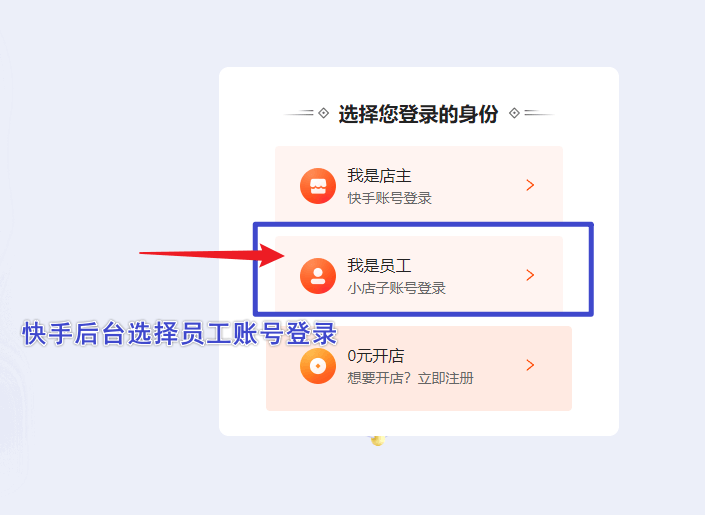 选择您登录的身份
我是店主
快手账号登录
我是员工
小店子账号登录
快手后台选择员工账号登录
0元开店
想要开店？立即注册